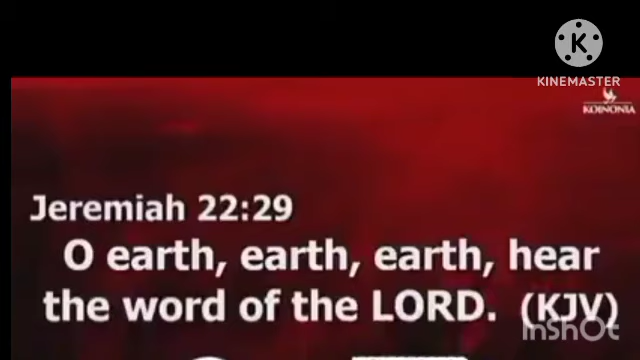 K
KINEMASTER
KOINONIA
Jeremiah 22:29
O earth, earth, earth, hear
the word of the LORD. (KJV)
InShOt